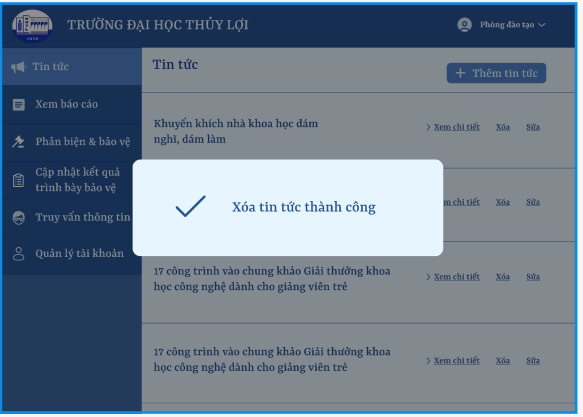 TRƯỜNG ĐẠI HỌC THỦY LỢI
Phòng đào tạo
Tin tức
Xem báo cáo
Phản biện & bảo vệ
Cập nhật kết quả
trình bày bảo vệ
Truy vấn thông tin
Quản lý tài khoản
Tin tức
+ Thêm tin tức
Khuyến khích nhà khoa học dám
nghĩ, dám làm
> Xem chi tiết Xóa Sửa
Xóa tin tức thành công
m chi tiết Xóa Sửa
17 công trình vào chung khảo Giải thưởng khoa
học công nghệ dành cho giảng viên trẻ
> Xem chi tiết Xóa Sửa
17 công trình vào chung khảo Giải thưởng khoa
học công nghệ dành cho giảng viên trẻ
> Xem chi tiết Xóa Sửa